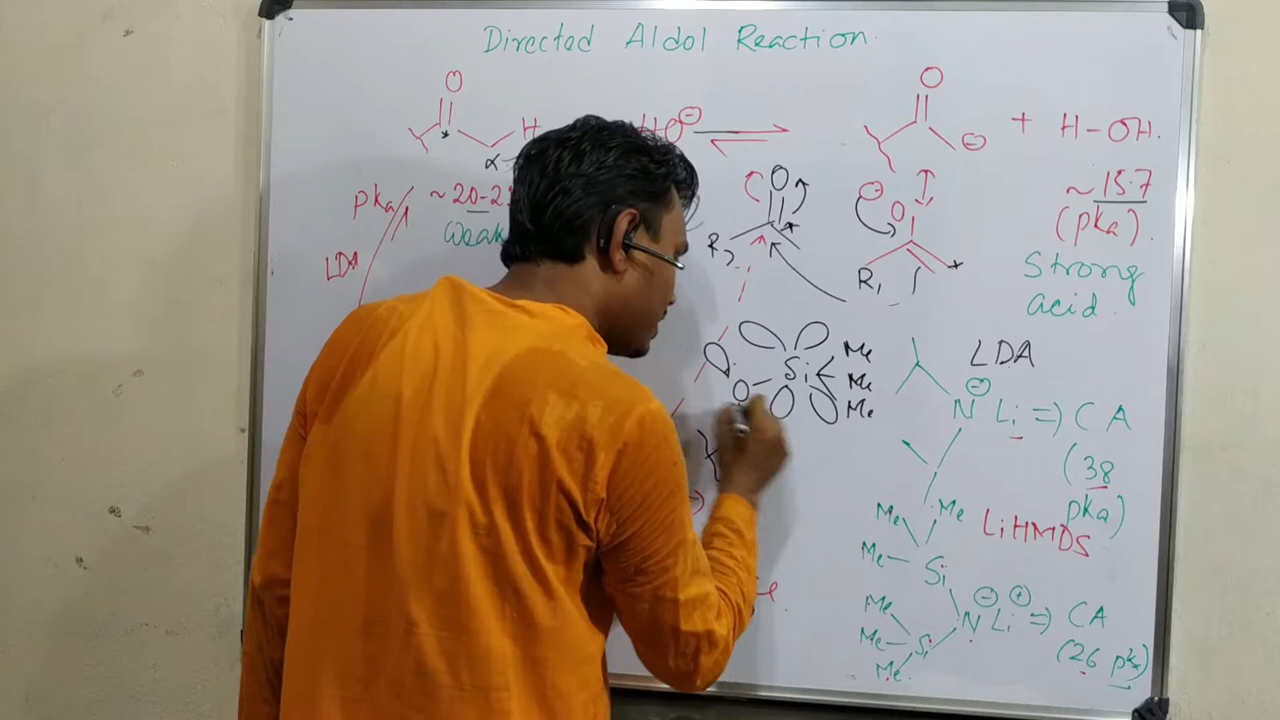 Directed Aldol Reaction
O
H
HO⊖
O
⊖
+ H-OH.
α
pka ~ 20-2
Weak
LDA
O
R2
⊖
O
R1
~ 15.7
(pka).
Strong
acid.
Si
O
Me
Me
Me
LDA
⊖
N Li ⇒ CA
(38
pka)
LiHMDS
Me
Me
Me
Si
⊖ ⊕
N Li ⇒ CA
(26 pka)
Me
Me
Me
Si